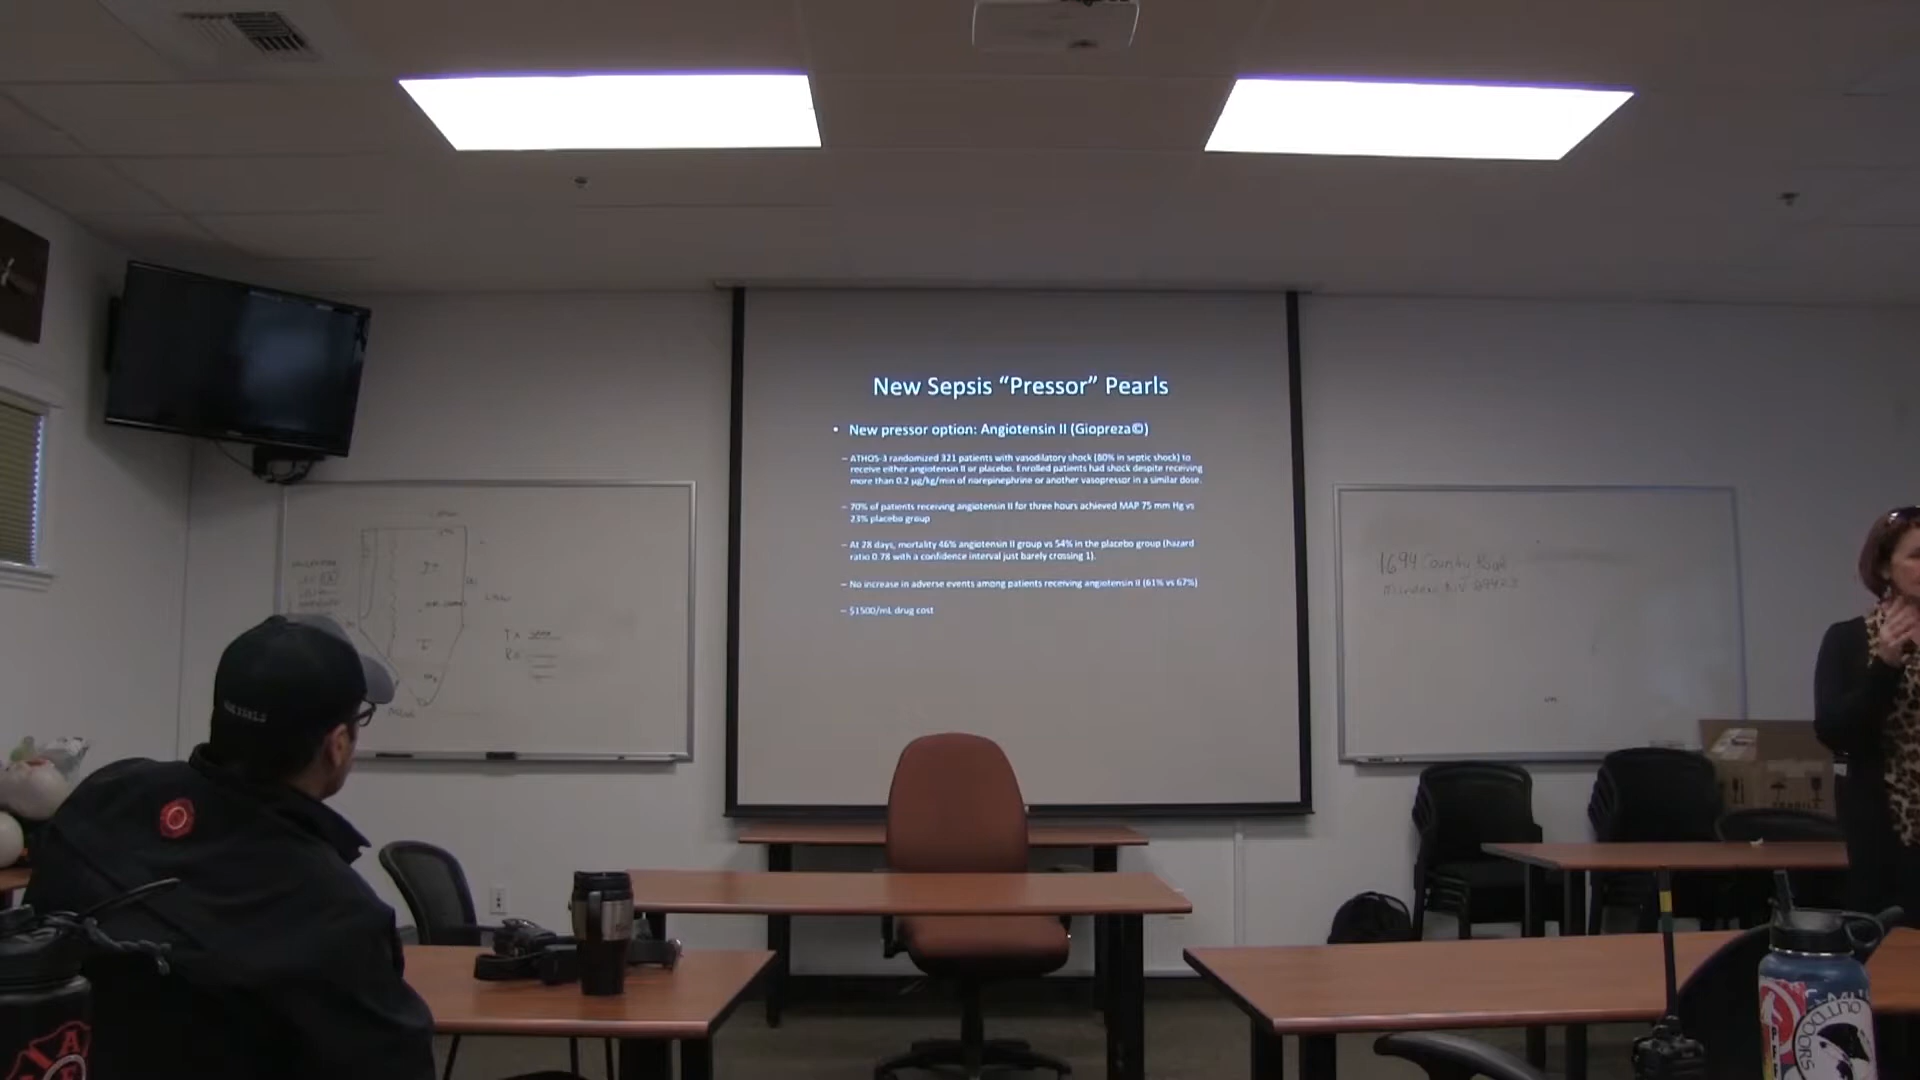 New Sepsis “Pressor” Pearls
• New pressor option: Angiotensin II (Giopreza©)
– ATHOS-3 randomized 321 patients with vasodilatory shock (80% in septic shock) to
receive either angiotensin II or placebo. Enrolled patients had shock despite receiving
more than 0.2 µg/kg/min of norepinephrine or another vasopressor in a similar dose.
– 70% of patients receiving angiotensin II for three hours achieved MAP 75 mm Hg vs
23% placebo group
– At 28 days, mortality 46% angiotensin II group vs 54% in the placebo group (hazard
ratio 0.78 with a confidence interval just barely crossing 1).
– No increase in adverse events among patients receiving angiotensin II (61% vs 67%)
– $1500/mL drug cost
1694 County Road
Minden, NV
FRAGILE
OUTDOORS